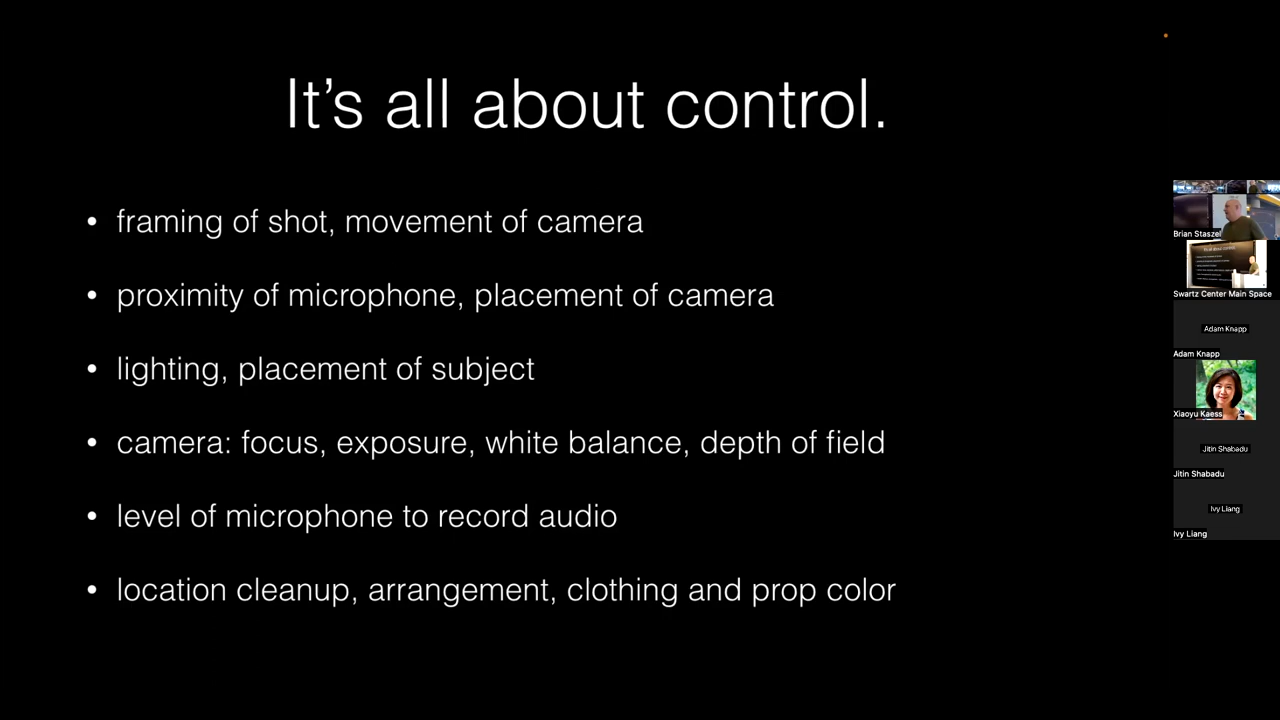 It's all about control.
• framing of shot, movement of camera
• proximity of microphone, placement of camera
• lighting, placement of subject
• camera: focus, exposure, white balance, depth of field
• level of microphone to record audio
• location cleanup, arrangement, clothing and prop color
Brian Staszel
Swartz Center Main Space
Adam Knapp
Adam Knapp
Xiaoyu Kaess
Jitin Shabadu
Jitin Shabadu
Ivy Liang
Ivy Liang